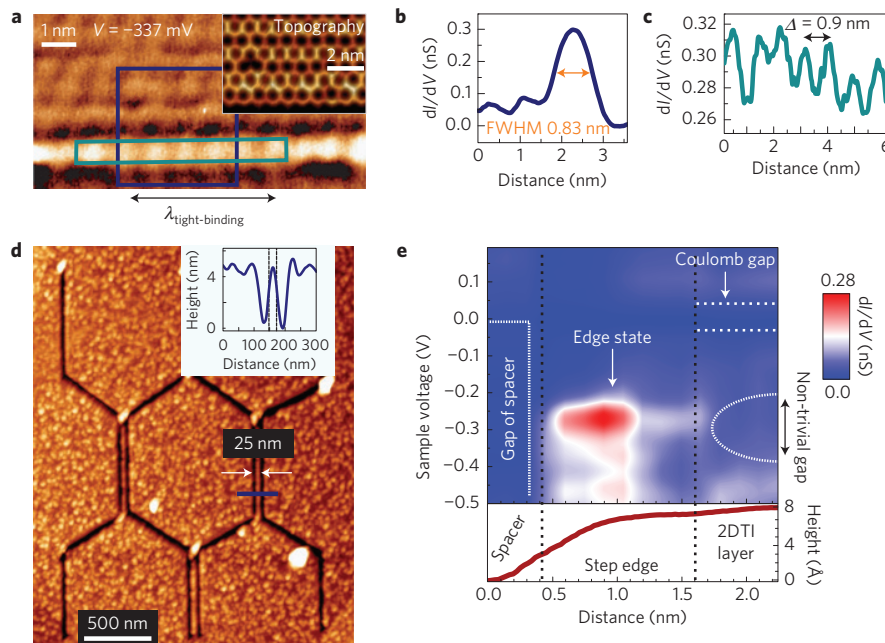 a
1 nm V = −337 mV
Topography
2 nm
λtight-binding
b
dI/dV (nS)
0.3
0.2
0.1
0.0
FWHM 0.83 nm
0 1 2 3
Distance (nm)
c
Δ = 0.9 nm
dI/dV (nS)
0.32
0.30
0.28
0.26
0 2 4 6
Distance (nm)
d
Height (nm)
4
0
0 100 200 300
Distance (nm)
25 nm
500 nm
e
Sample voltage (V)
0.1
0.0
−0.1
−0.2
−0.3
−0.4
−0.5
Gap of spacer
Edge state
Coulomb gap
0.28
dI/dV (nS)
0.0
Non-trivial gap
Spacer
Step edge
2DTI
layer
8
4
0
Height (Å)
0.0 0.5 1.0 1.5 2.0
Distance (nm)